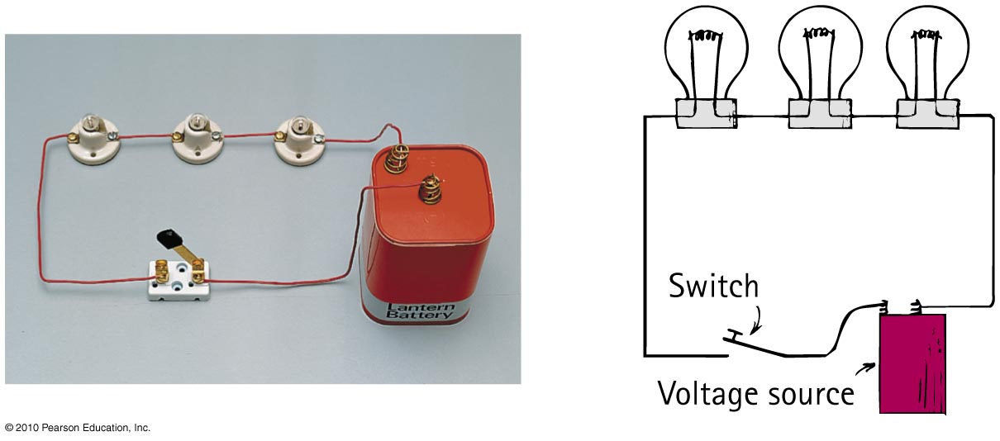 Lantern
Battery
Switch
Voltage source
© 2010 Pearson Education, Inc.